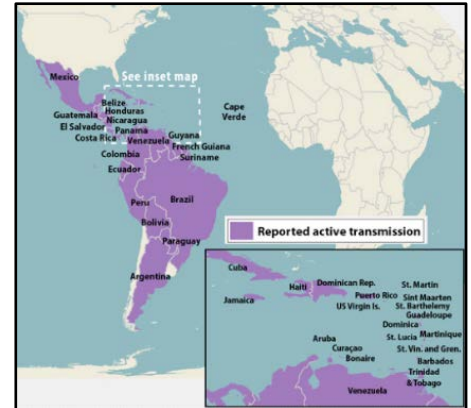 Mexico
See inset map
Belize
Honduras
Guatemala
Nicaragua
El Salvador
Panama
Costa Rica
Venezuela
Guyana
French Guiana
Colombia
Suriname
Ecuador
Cape
Verde
Peru
Brazil
Bolivia
Paraguay
Argentina
Reported active transmission
Cuba
Haiti
Dominican Rep.
St. Martin
Jamaica
Puerto Rico
Sint Maarten
US Virgin Is.
St. Barthelemy
Guadeloupe
Dominica
Martinique
Aruba
St. Lucia
Curaçao
St. Vin. and Gren.
Bonaire
Barbados
Trinidad
& Tobago
Venezuela